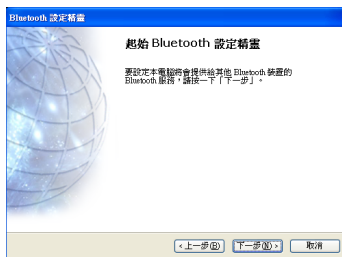 Bluetooth 設定精靈
起始 Bluetooth 設定精靈
要設定本電腦將會提供給其他 Bluetooth 裝置的
Bluetooth 服務，請按一下「下一步」。
<上一步(B)
下一步(N)>
取消